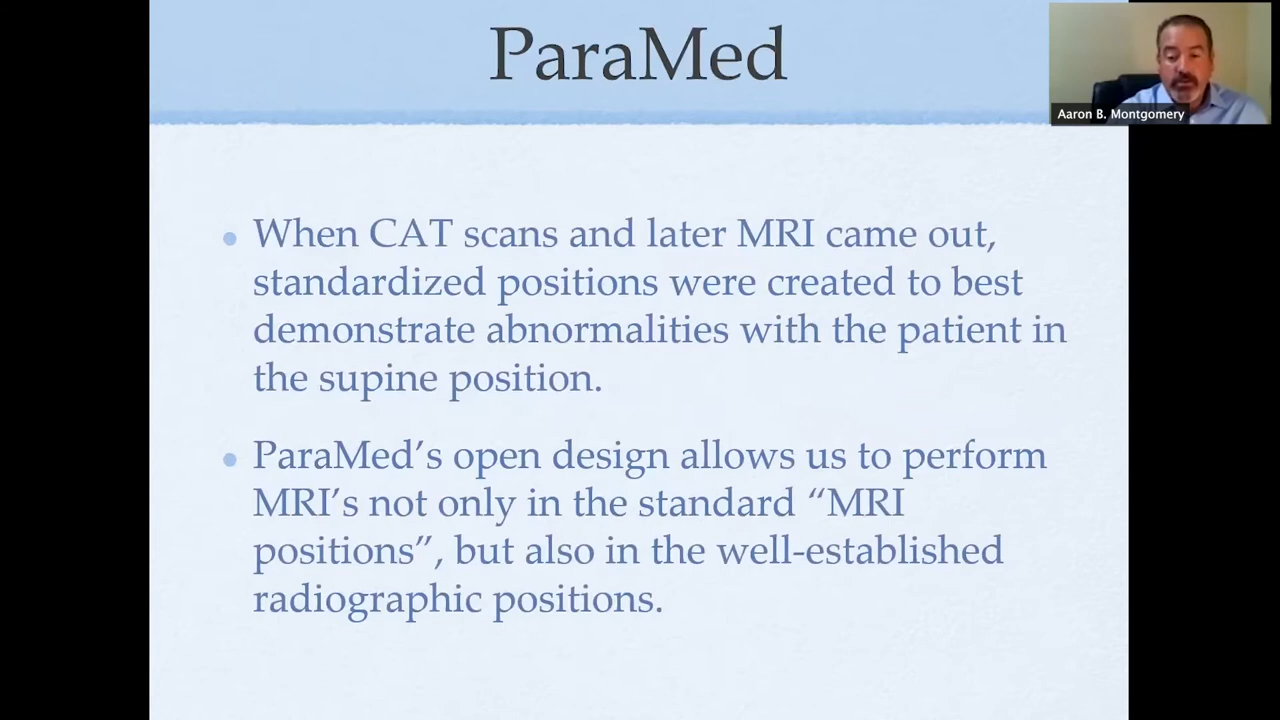 ParaMed
Aaron B. Montgomery
• When CAT scans and later MRI came out,
standardized positions were created to best
demonstrate abnormalities with the patient in
the supine position.
• ParaMed’s open design allows us to perform
MRI’s not only in the standard “MRI
positions”, but also in the well-established
radiographic positions.